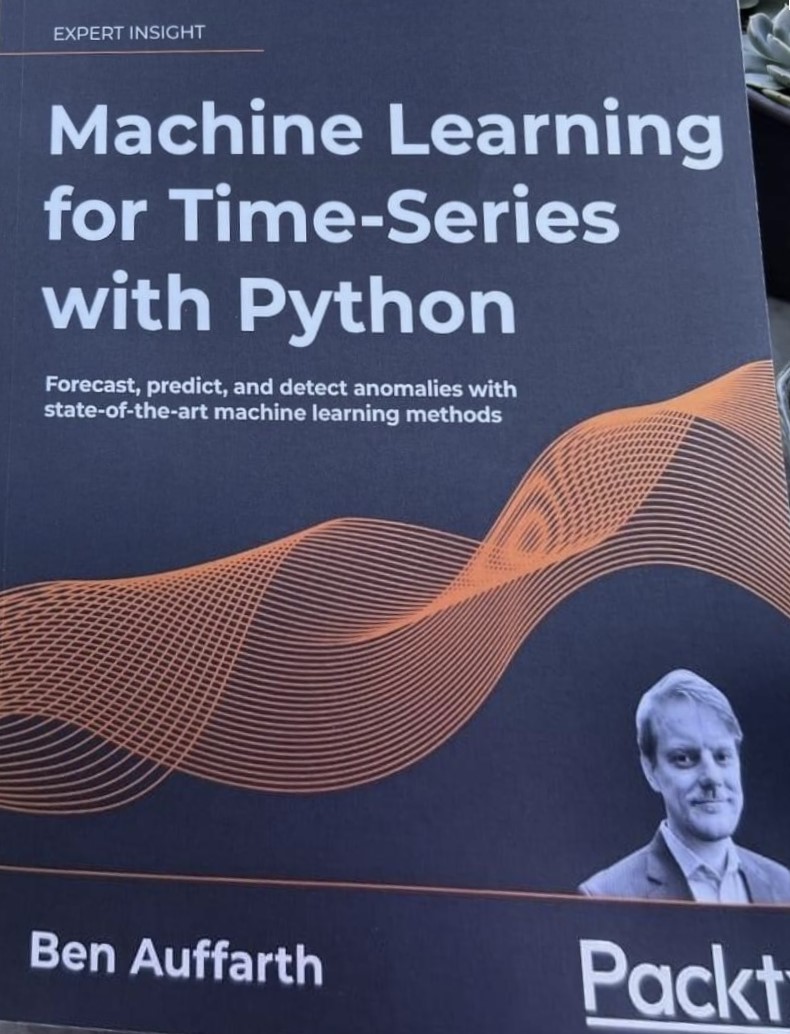 EXPERT INSIGHT
Machine Learning
for Time-Series
with Python
Forecast, predict, and detect anomalies with
state-of-the-art machine learning methods
Ben Auffarth
Packt